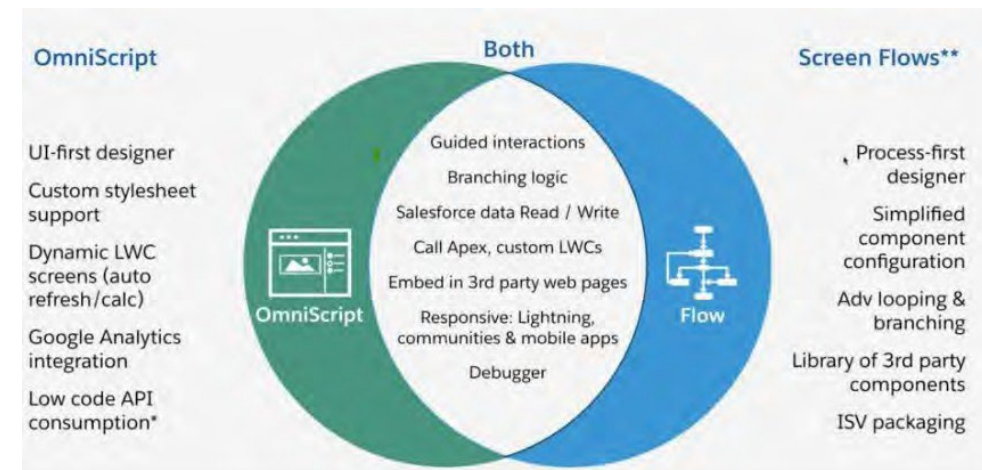 OmniScript
UI-first designer
Custom stylesheet
support
Dynamic LWC
screens (auto
refresh/calc)
Google Analytics
integration
Low code API
consumption*
Both
Guided interactions
Branching logic
Salesforce data Read / Write
Call Apex, custom LWCs
Embed in 3rd party web pages
Responsive: Lightning,
communities & mobile apps
Debugger
OmniScript
Flow
Screen Flows**
Process-first
designer
Simplified
component
configuration
Adv looping &
branching
Library of 3rd party
components
ISV packaging